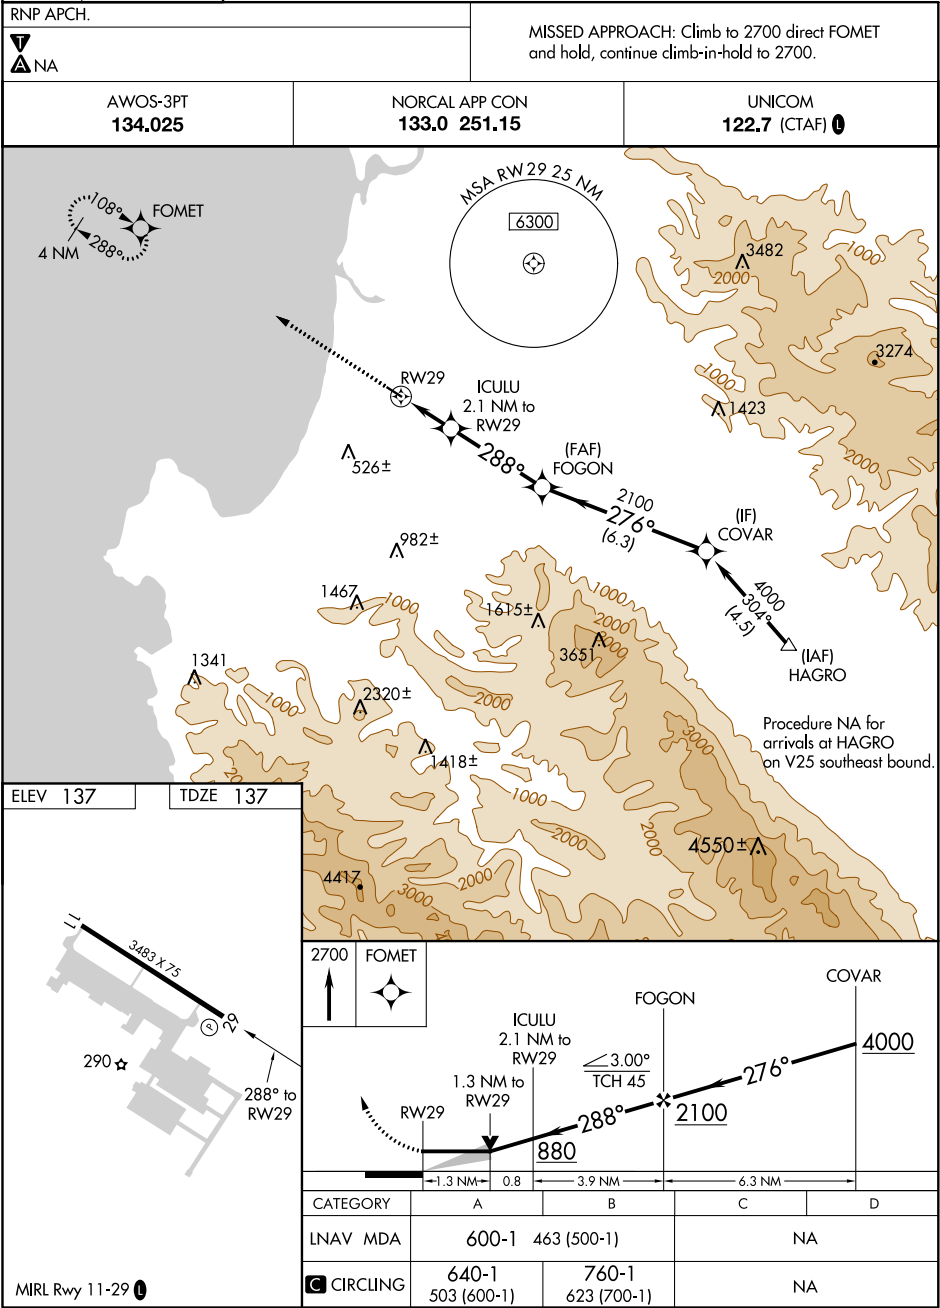 RNP APCH.
T
A NA
MISSED APPROACH: Climb to 2700 direct FOMET
and hold, continue climb-in-hold to 2700.
AWOS-3PT
134.025
NORCAL APP CON
133.0 251.15
UNICOM
122.7 (CTAF) L
MSA RW29 25 NM
6300
108°
FOMET
288°
4 NM
3482
2000
1000
3274
1000
1423
2000
RW29
ICULU
2.1 NM to
RW29
288°
(FAF)
FOGON
526±
2100
276°
(6.3)
(IF)
COVAR
982±
4000
304°
(4.5)
(IAF)
HAGRO
1467
1000
1615±
1000
2000
3000
3651
1341
1000
2320±
2000
1418±
3000
Procedure NA for
arrivals at HAGRO
on V25 southeast bound.
1000
2000
2000
4550±
4417
3000
2000
ELEV 137
TDZE 137
11
3483 X 75
29
P
290
288° to
RW29
MIRL Rwy 11-29 L
2700
FOMET
COVAR
FOGON
ICULU
2.1 NM to
RW29
1.3 NM to
RW29
RW29
3.00°
TCH 45
4000
276°
288°
2100
880
1.3 NM
0.8
3.9 NM
6.3 NM
CATEGORY A B C D
LNAV MDA 600-1 463 (500-1) NA
C CIRCLING 640-1 760-1 NA
503 (600-1) 623 (700-1)